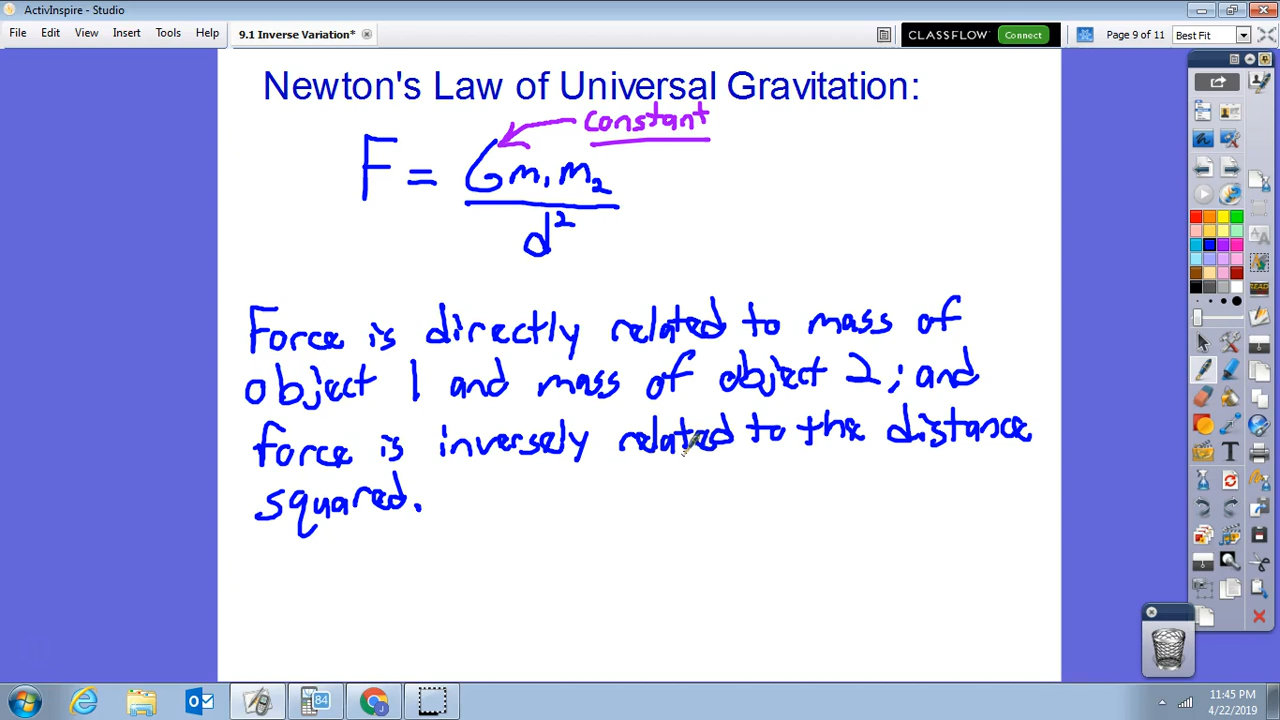 ActivInspire - Studio
File Edit View Insert Tools Help
9.1 Inverse Variation*
CLASSFLOW Connect
Page 9 of 11
Best Fit
Newton's Law of Universal Gravitation:
constant
F = Gm₁m₂
d²
Force is directly related to mass of
object 1 and mass of object 2; and
force is inversely related to the distance
squared.
84
11:45 PM
4/22/2019